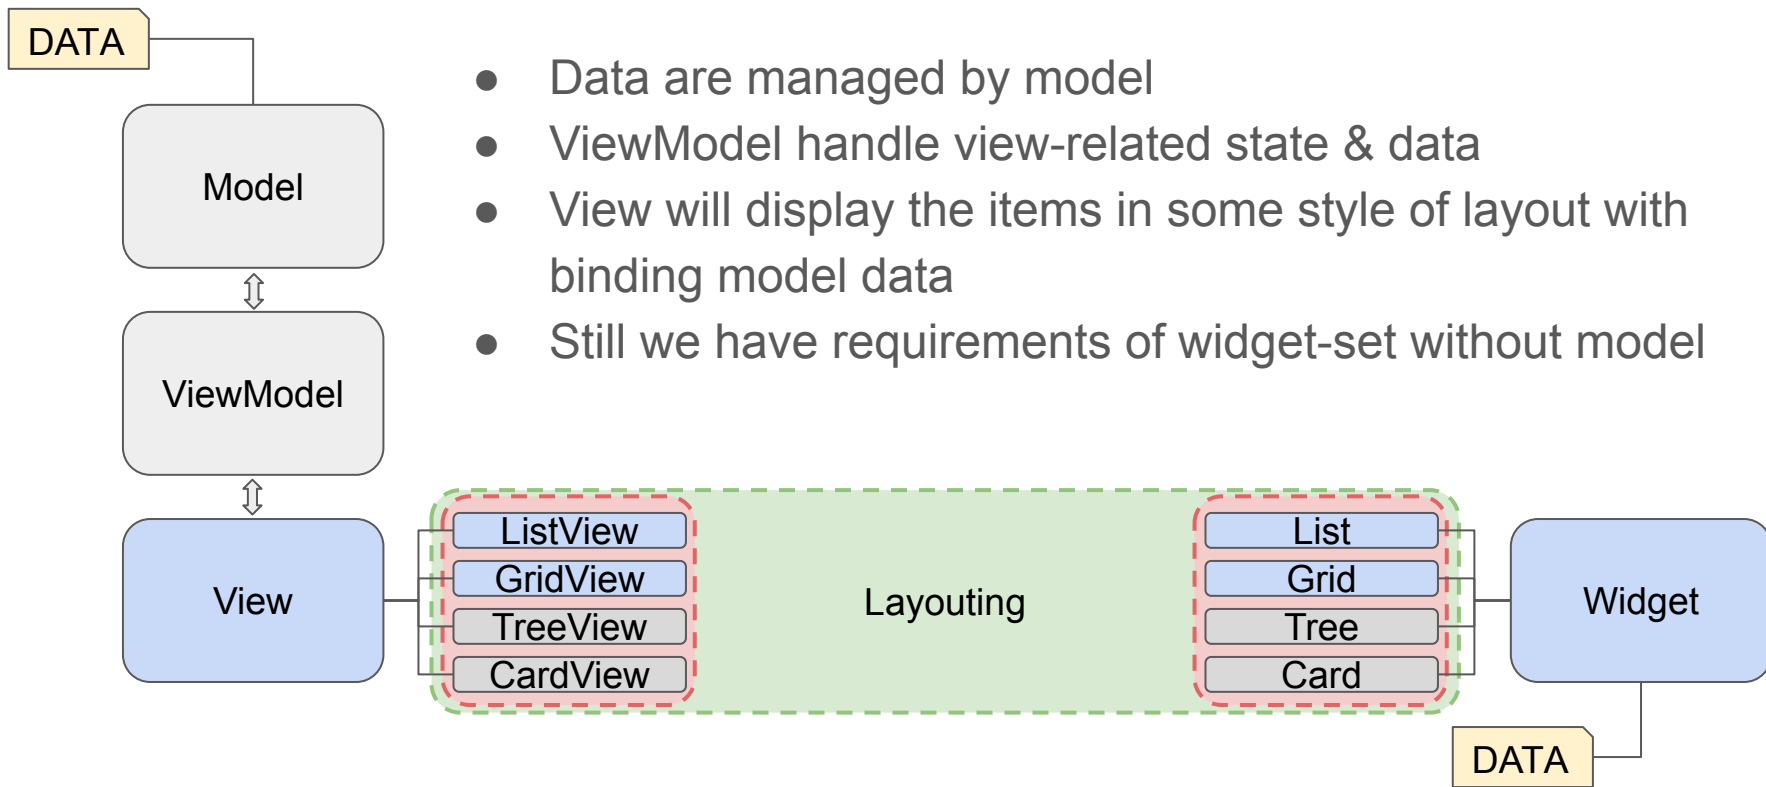 DATA
● Data are managed by model
● ViewModel handle view-related state & data
● View will display the items in some style of layout with
binding model data
● Still we have requirements of widget-set without model
Model
ViewModel
View
ListView
GridView
TreeView
CardView
Layouting
List
Grid
Tree
Card
Widget
DATA